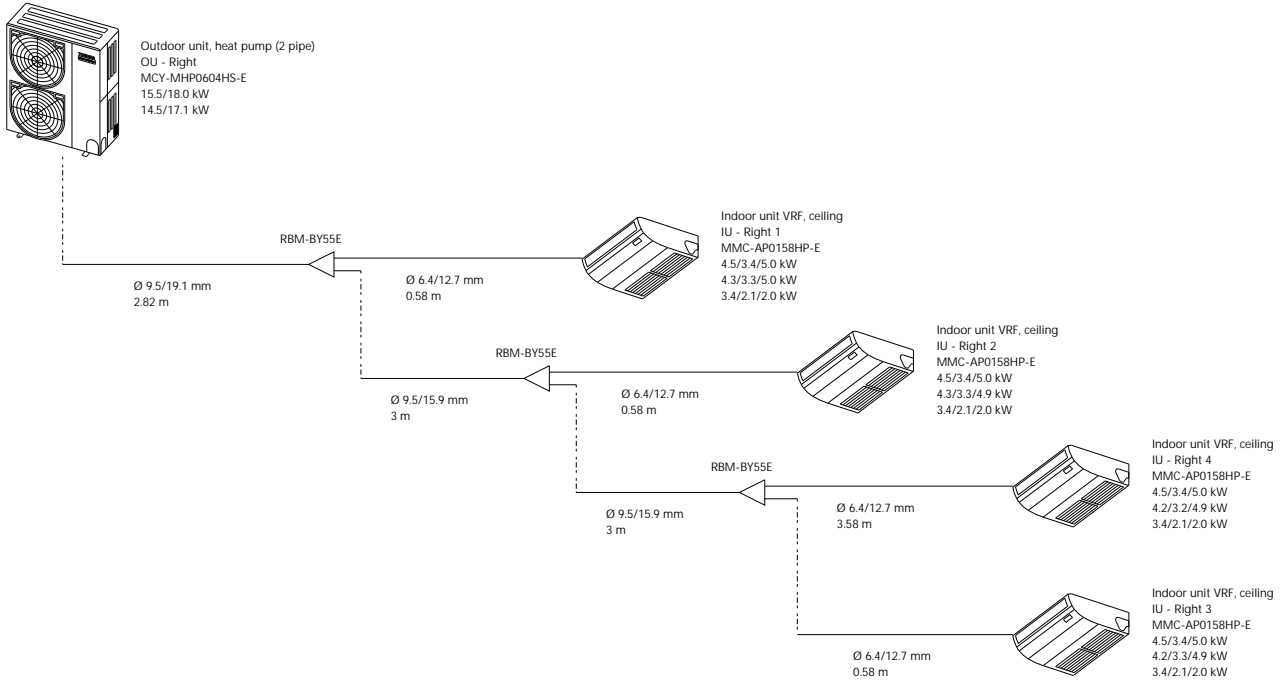 Outdoor unit, heat pump (2 pipe)
OU - Right
MCY-MHP0604HS-E
15.5/18.0 kW
14.5/17.1 kW
RBM-BY55E
Ø 9.5/19.1 mm
2.82 m
Ø 6.4/12.7 mm
0.58 m
Indoor unit VRF, ceiling
IU - Right 1
MMC-AP0158HP-E
4.5/3.4/5.0 kW
4.3/3.3/5.0 kW
3.4/2.1/2.0 kW
RBM-BY55E
Ø 9.5/15.9 mm
3 m
Ø 6.4/12.7 mm
0.58 m
Indoor unit VRF, ceiling
IU - Right 2
MMC-AP0158HP-E
4.5/3.4/5.0 kW
4.3/3.3/4.9 kW
3.4/2.1/2.0 kW
RBM-BY55E
Ø 9.5/15.9 mm
3 m
Ø 6.4/12.7 mm
3.58 m
Indoor unit VRF, ceiling
IU - Right 4
MMC-AP0158HP-E
4.5/3.4/5.0 kW
4.2/3.2/4.9 kW
3.4/2.1/2.0 kW
Ø 6.4/12.7 mm
0.58 m
Indoor unit VRF, ceiling
IU - Right 3
MMC-AP0158HP-E
4.5/3.4/5.0 kW
4.2/3.3/4.9 kW
3.4/2.1/2.0 kW